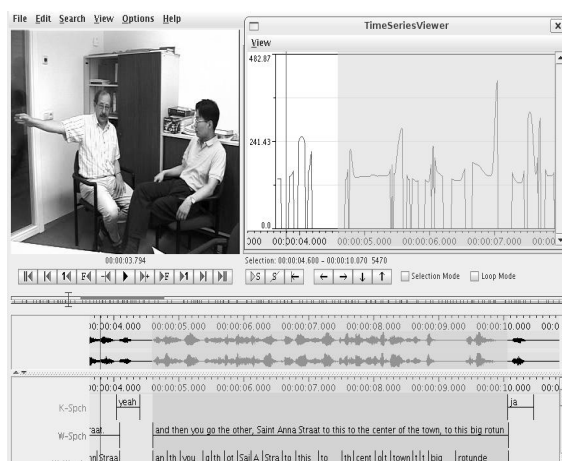 File Edit Search View Options Help
TimeSeriesViewer
View
482.87
241.43
0.0
000 00:00:04.000 00:00:05.000 00:00:06.000 00:00:07.000 00:00
00:00:03.794
Selection: 00:00:04.600 - 00:00:10.070 5470
Selection Mode
Loop Mode
00:00:04.000 00:00:05.000 00:00:06.000 00:00:07.000 00:00:08.000 00:00:09.000 00:00:10.000 00:0
00:00:04.000 00:00:05.000 00:00:06.000 00:00:07.000 00:00:08.000 00:00:09.000 00:00:10.000 00:0
K-Spch yeah ja
W-Spch raat. and then you go the other, Saint Anna Straat to this to the center of the town, to this big rotun
Straa an th you g th ot Sai A Stra to this to th cent o t town t t big rotunde